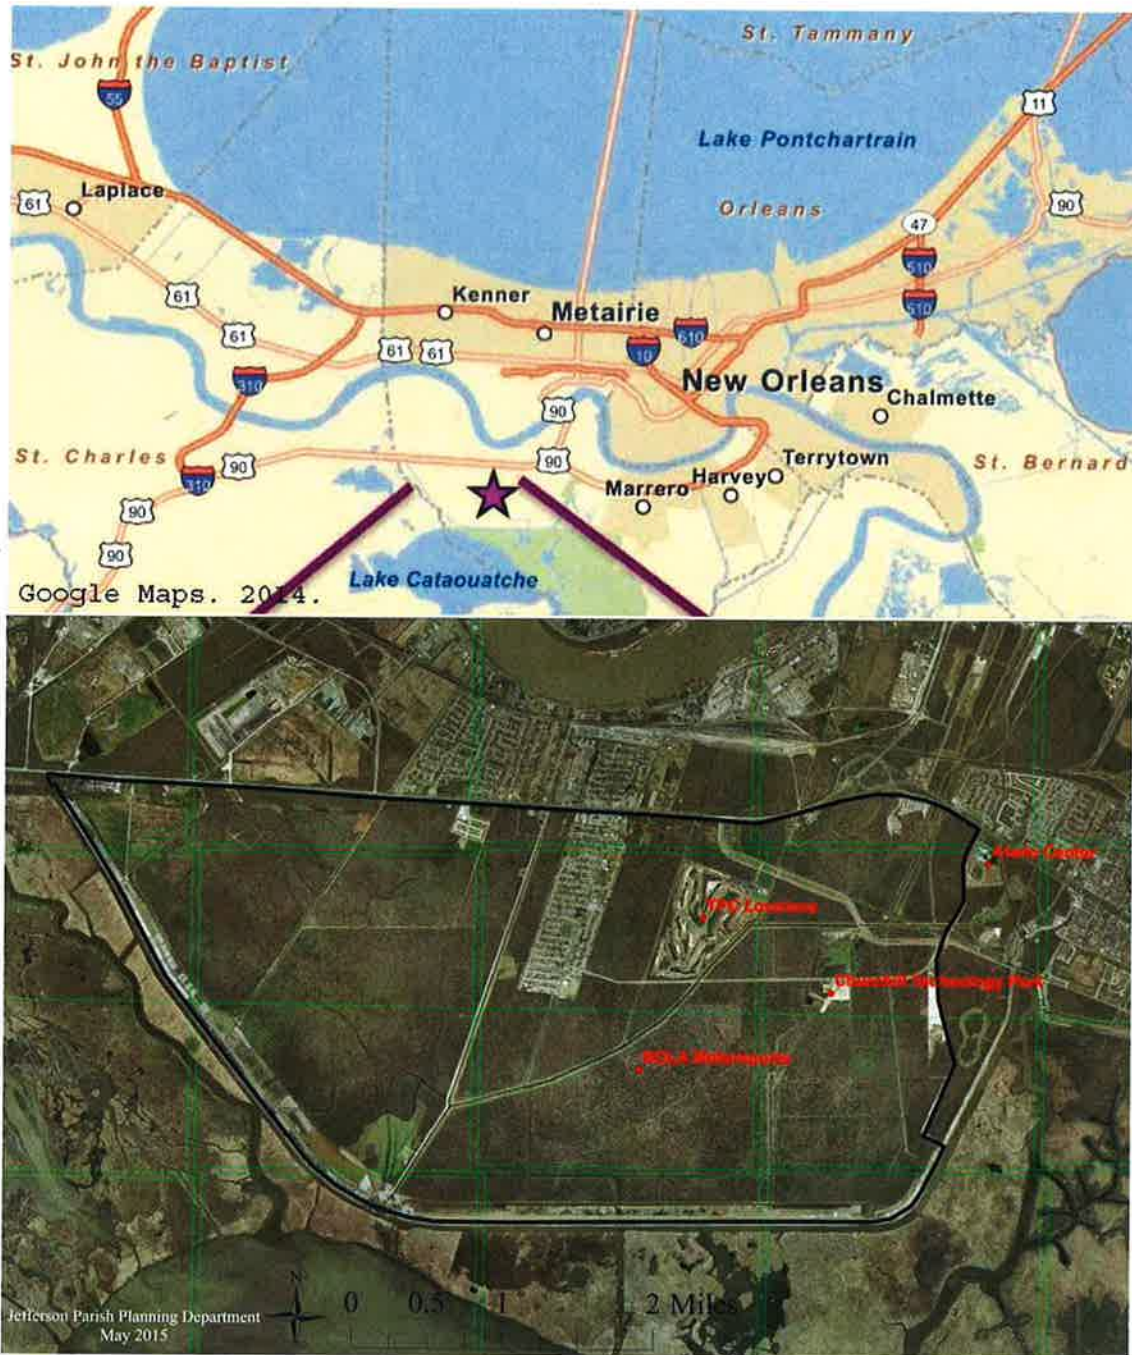 St. Tammany
St. John the Baptist
55
11
Lake Pontchartrain
Laplace
61
90
Orleans
47
510
61
Kenner
510
Metairie
61
61
61
610
10
310
New Orleans
90
Chalmette
St. Charles
90
90
Terrytown
St. Bernard
310
Harvey
Marrero
90
90
Lake Cataouatche
Google Maps. 2014.
Alario Center
TPC Louisiana
Churchill Technology Park
NOLA Motorsports
N
0 0.5 1 2 Miles
Jefferson Parish Planning Department
May 2015